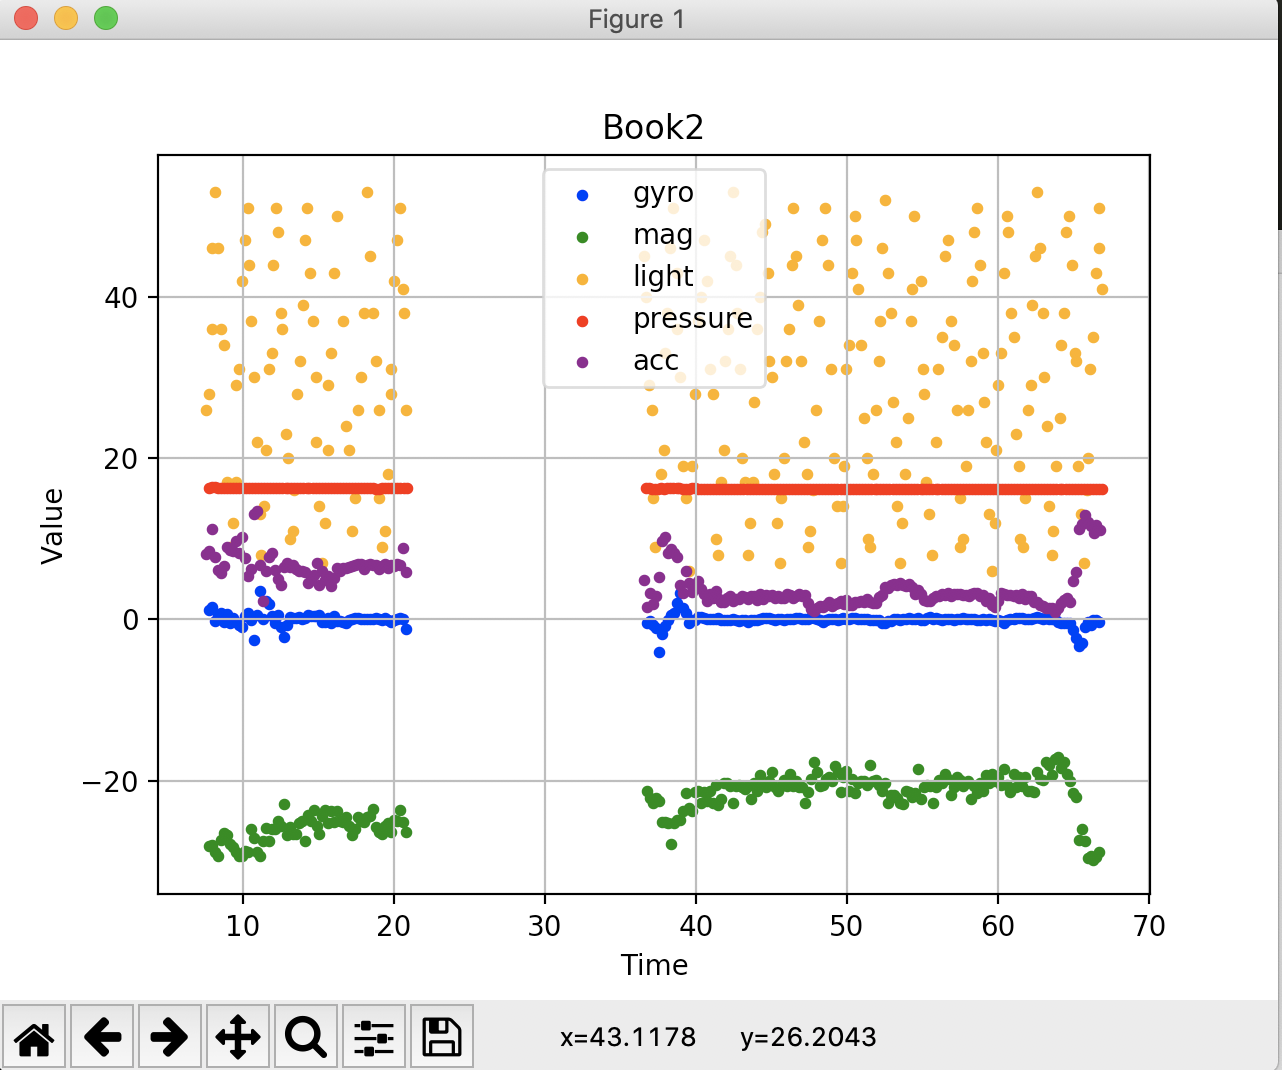 Figure 1
Book2
gyro
mag
light
pressure
acc
40
20
0
−20
Value
10 20 30 40 50 60 70
Time
x=43.1178 y=26.2043